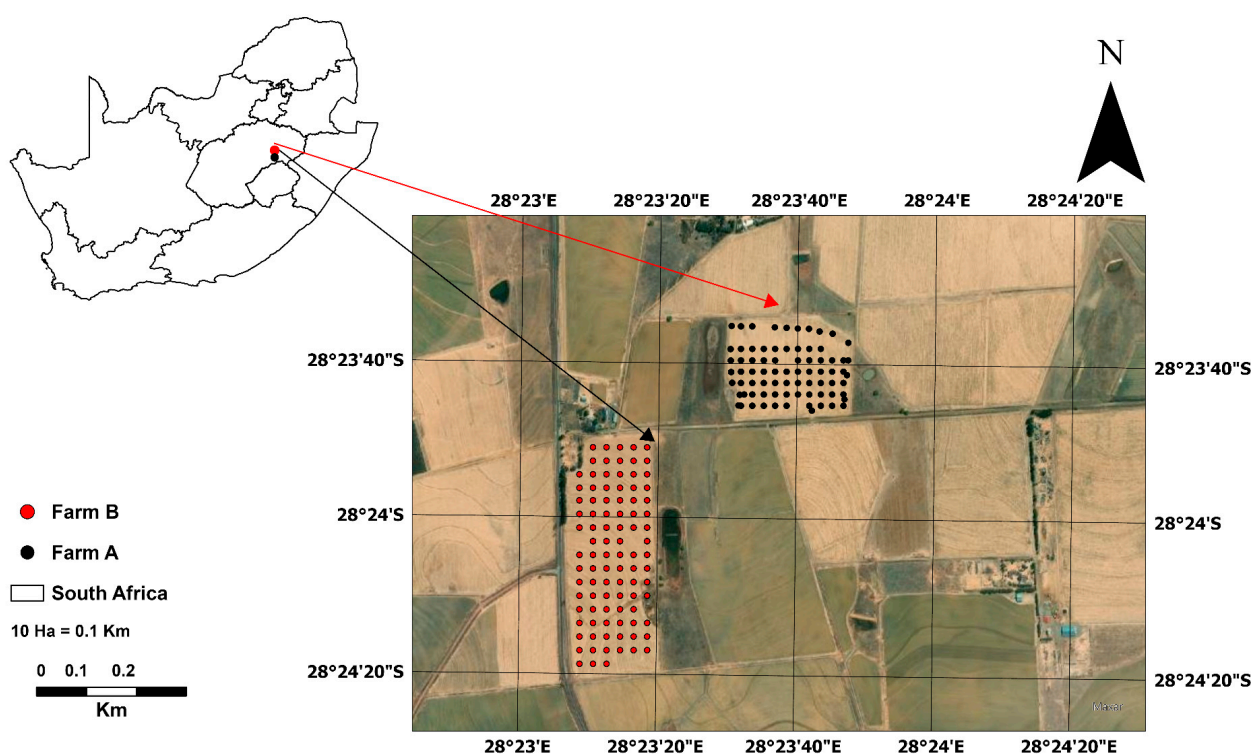 N
28°23'E 28°23'20"E 28°23'40"E 28°24'E 28°24'20"E
28°23'40"S 28°23'40"S
28°24'S 28°24'S
28°24'20"S 28°24'20"S
Farm B
Farm A
South Africa
10 Ha = 0.1 Km
0 0.1 0.2
Km
Maxar
28°23'E 28°23'20"E 28°23'40"E 28°24'E 28°24'20"E